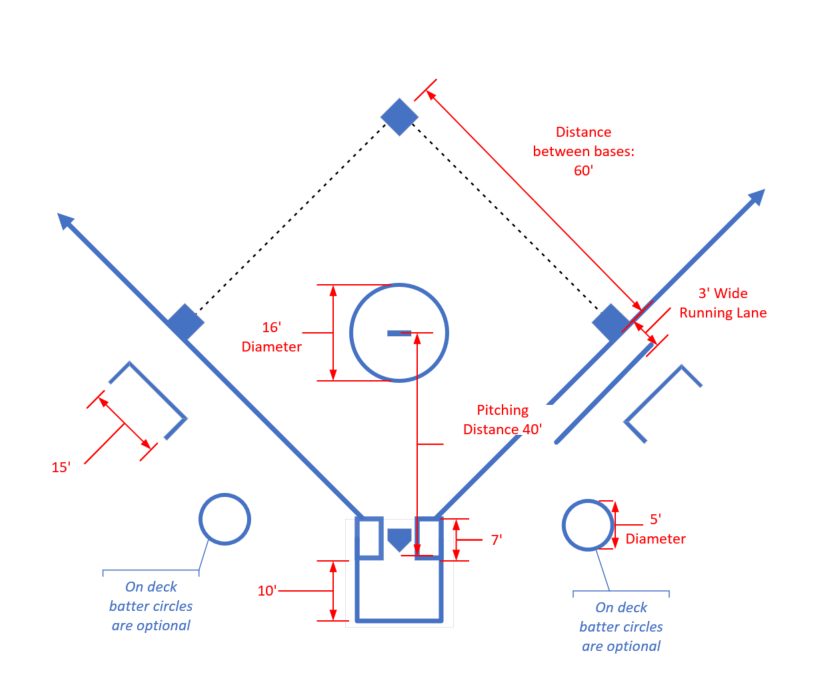 Distance
between bases:
60'
3' Wide
Running Lane
16'
Diameter
Pitching
Distance 40'
15'
5'
Diameter
7'
10'
On deck
batter circles
are optional
On deck
batter circles
are optional